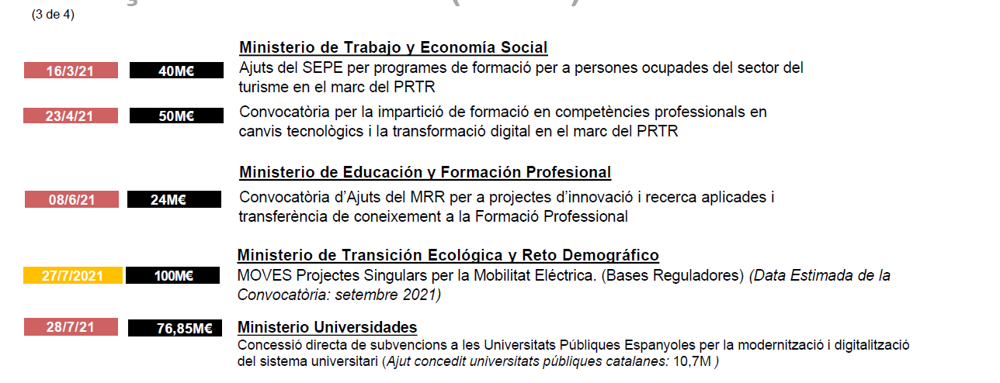 (3 de 4)
Ministerio de Trabajo y Economía Social
16/3/21 40M€ Ajuts del SEPE per programes de formació per a persones ocupades del sector del
turisme en el marc del PRTR
23/4/21 50M€ Convocatòria per la impartició de formació en competències professionals en
canvis tecnològics i la transformació digital en el marc del PRTR
Ministerio de Educación y Formación Profesional
08/6/21 24M€ Convocatòria d’Ajuts del MRR per a projectes d’innovació i recerca aplicades i
transferència de coneixement a la Formació Professional
Ministerio de Transición Ecológica y Reto Demográfico
27/7/2021 100M€ MOVES Projectes Singulars per la Mobilitat Eléctrica. (Bases Reguladores) (Data Estimada de la
Convocatòria: setembre 2021)
28/7/21 76,85M€ Ministerio Universidades
Concessió directa de subvencions a les Universitats Públiques Espanyoles per la modernització i digitalització
del sistema universitari (Ajut concedit universitats públiques catalanes: 10,7M )